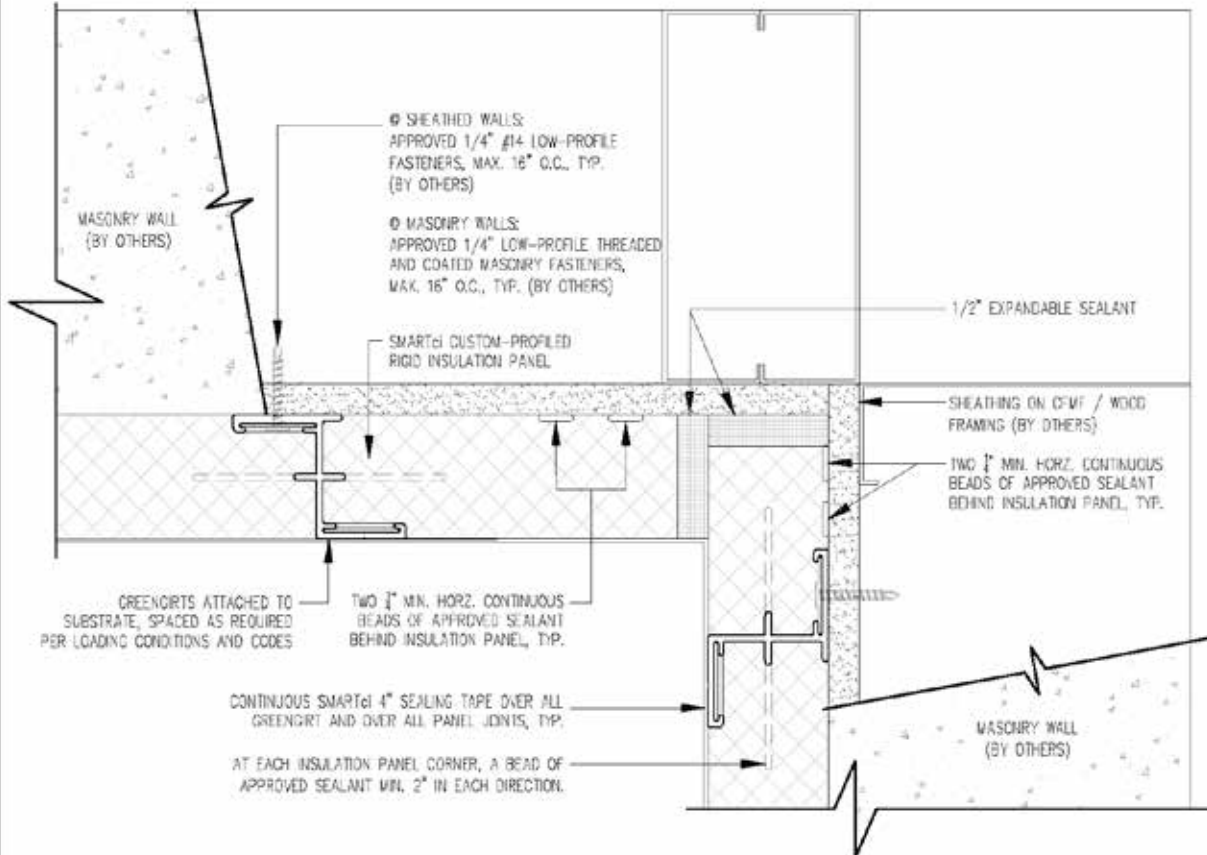 @ SHEATHED WALLS:
APPROVED 1/4" #14 LOW-PROFILE
FASTENERS, MAX. 16" O.C., TYP.
(BY OTHERS)
MASONRY WALL
(BY OTHERS)
@ MASONRY WALLS:
APPROVED 1/4" LOW-PROFILE THREADED
AND COATED MASONRY FASTENERS,
MAX. 16" O.C., TYP. (BY OTHERS)
1/2" EXPANDABLE SEALANT
SMARTci CUSTOM-PROFILED
RIGID INSULATION PANEL
SHEATHING ON CFMF / WOOD
FRAMING (BY OTHERS)
TWO MIN. HORZ. CONTINUOUS
BEADS OF APPROVED SEALANT
BEHIND INSULATION PANEL, TYP.
GREENGIRTS ATTACHED TO
SUBSTRATE, SPACED AS REQUIRED
PER LOADING CONDITIONS AND CODES
TWO MIN. HORZ. CONTINUOUS
BEADS OF APPROVED SEALANT
BEHIND INSULATION PANEL, TYP.
CONTINUOUS SMARTci 4" SEALING TAPE OVER ALL
GREENGIRT AND OVER ALL PANEL JOINTS, TYP.
MASONRY WALL
(BY OTHERS)
AT EACH INSULATION PANEL CORNER, A BEAD OF
APPROVED SEALANT MIN. 2" IN EACH DIRECTION.